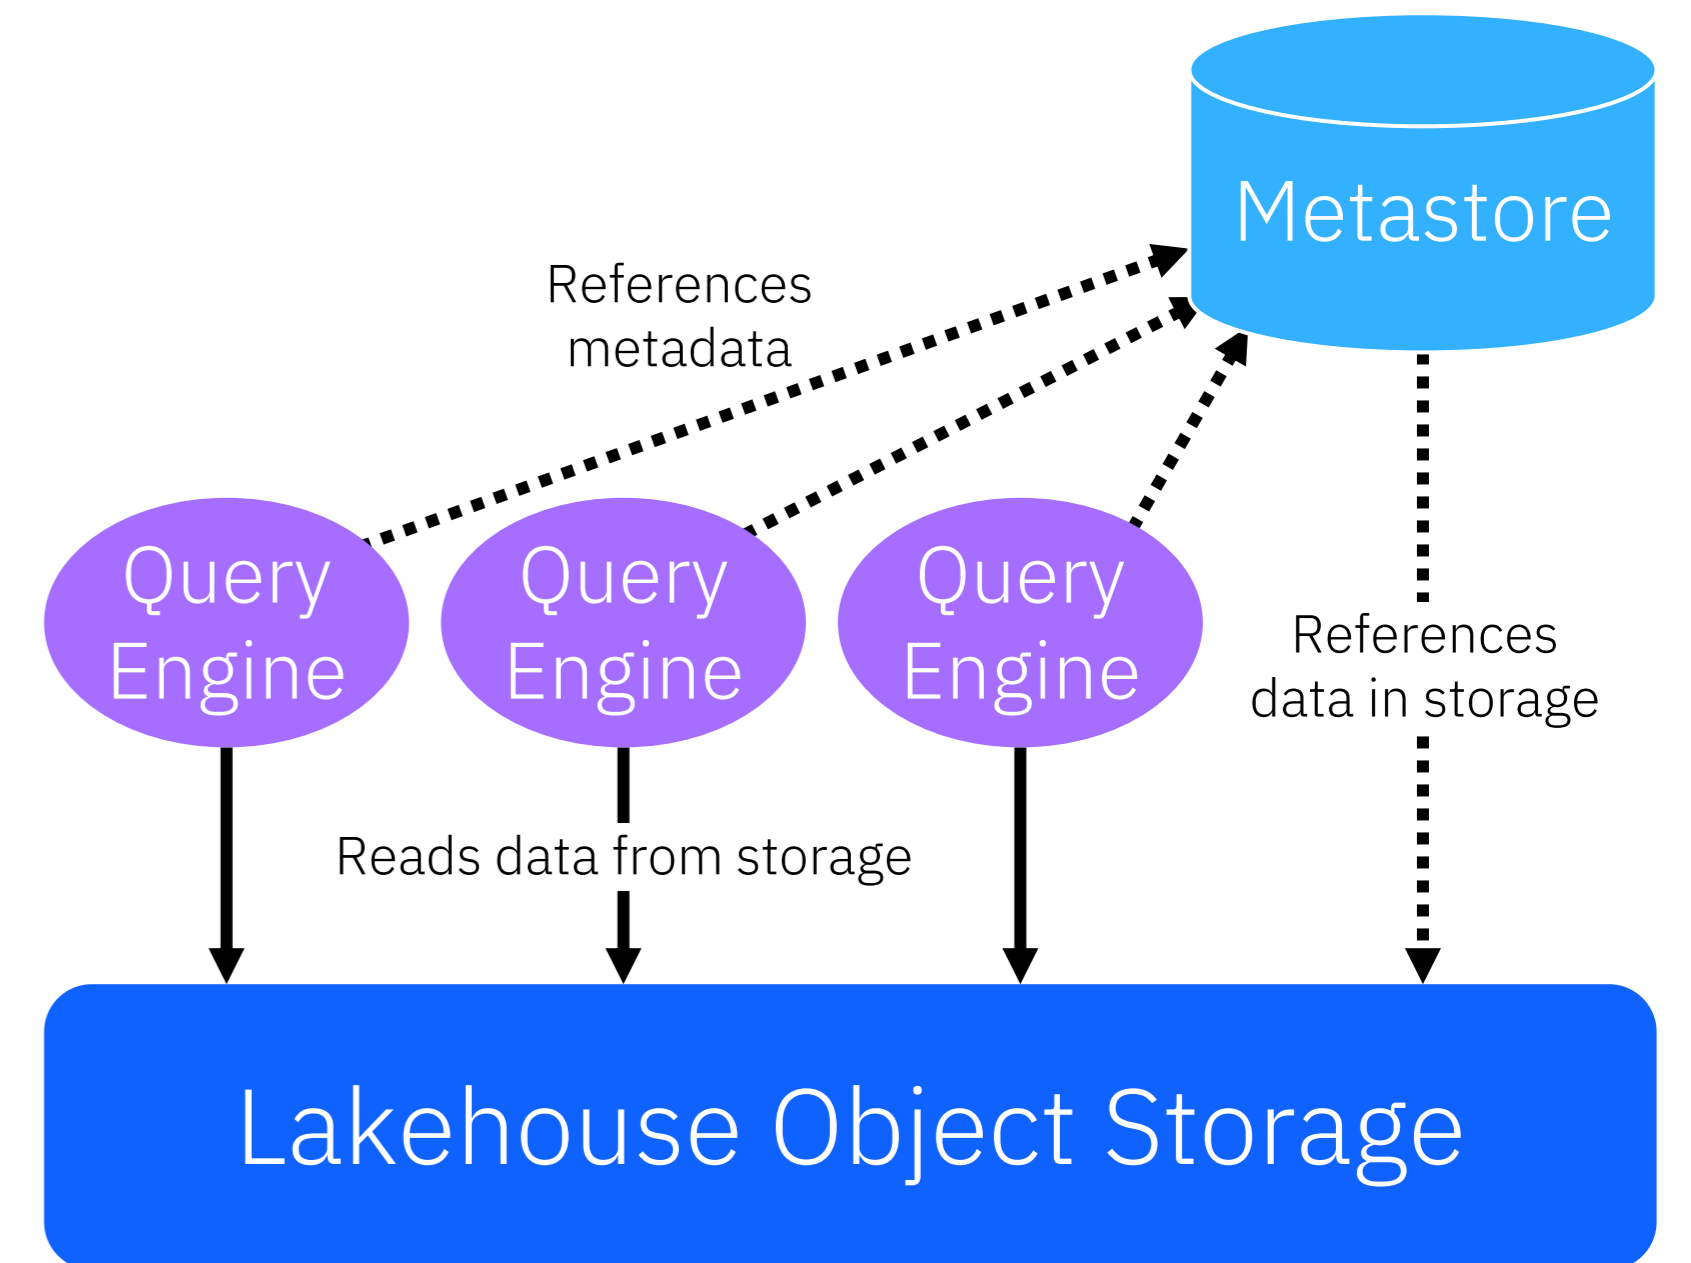 Metastore
References
metadata
Query
Engine
Query
Engine
Query
Engine
References
data in storage
Reads data from storage
Lakehouse Object Storage